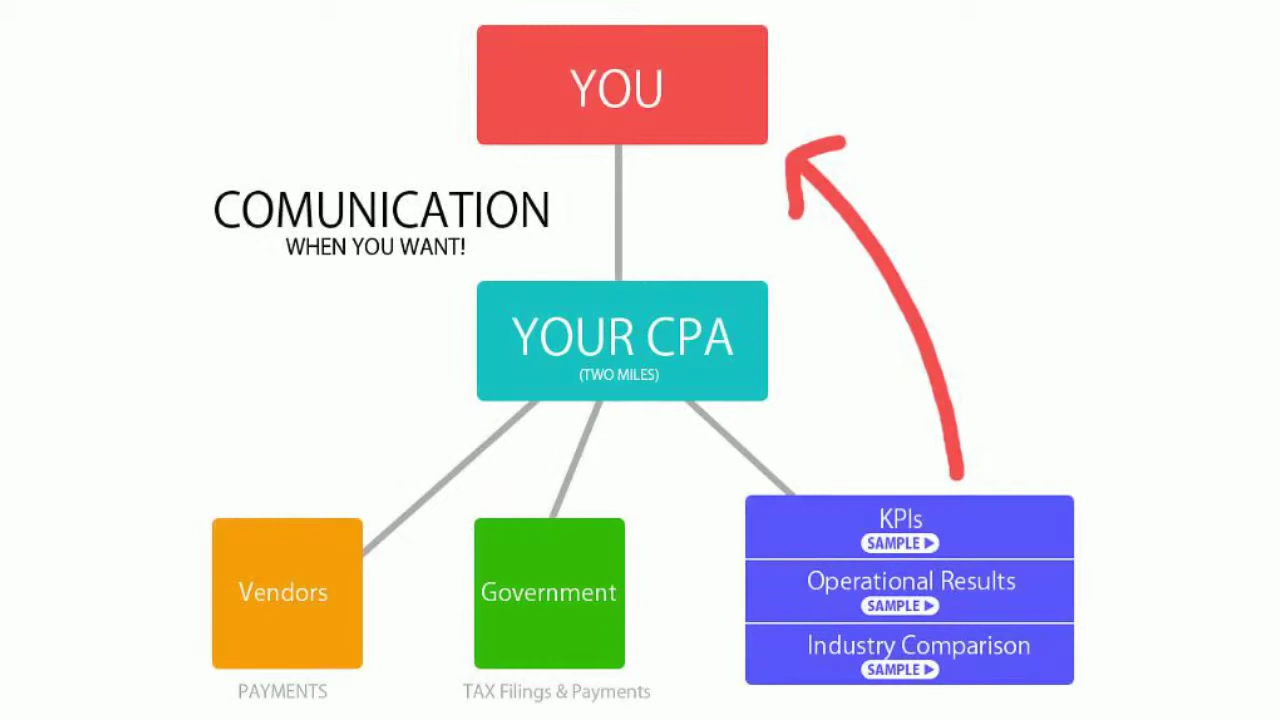 YOU
COMUNICATION
WHEN YOU WANT!
YOUR CPA
(TWO MILES)
Vendors
PAYMENTS
Government
TAX Filings & Payments
KPIs
SAMPLE
Operational Results
SAMPLE
Industry Comparison
SAMPLE